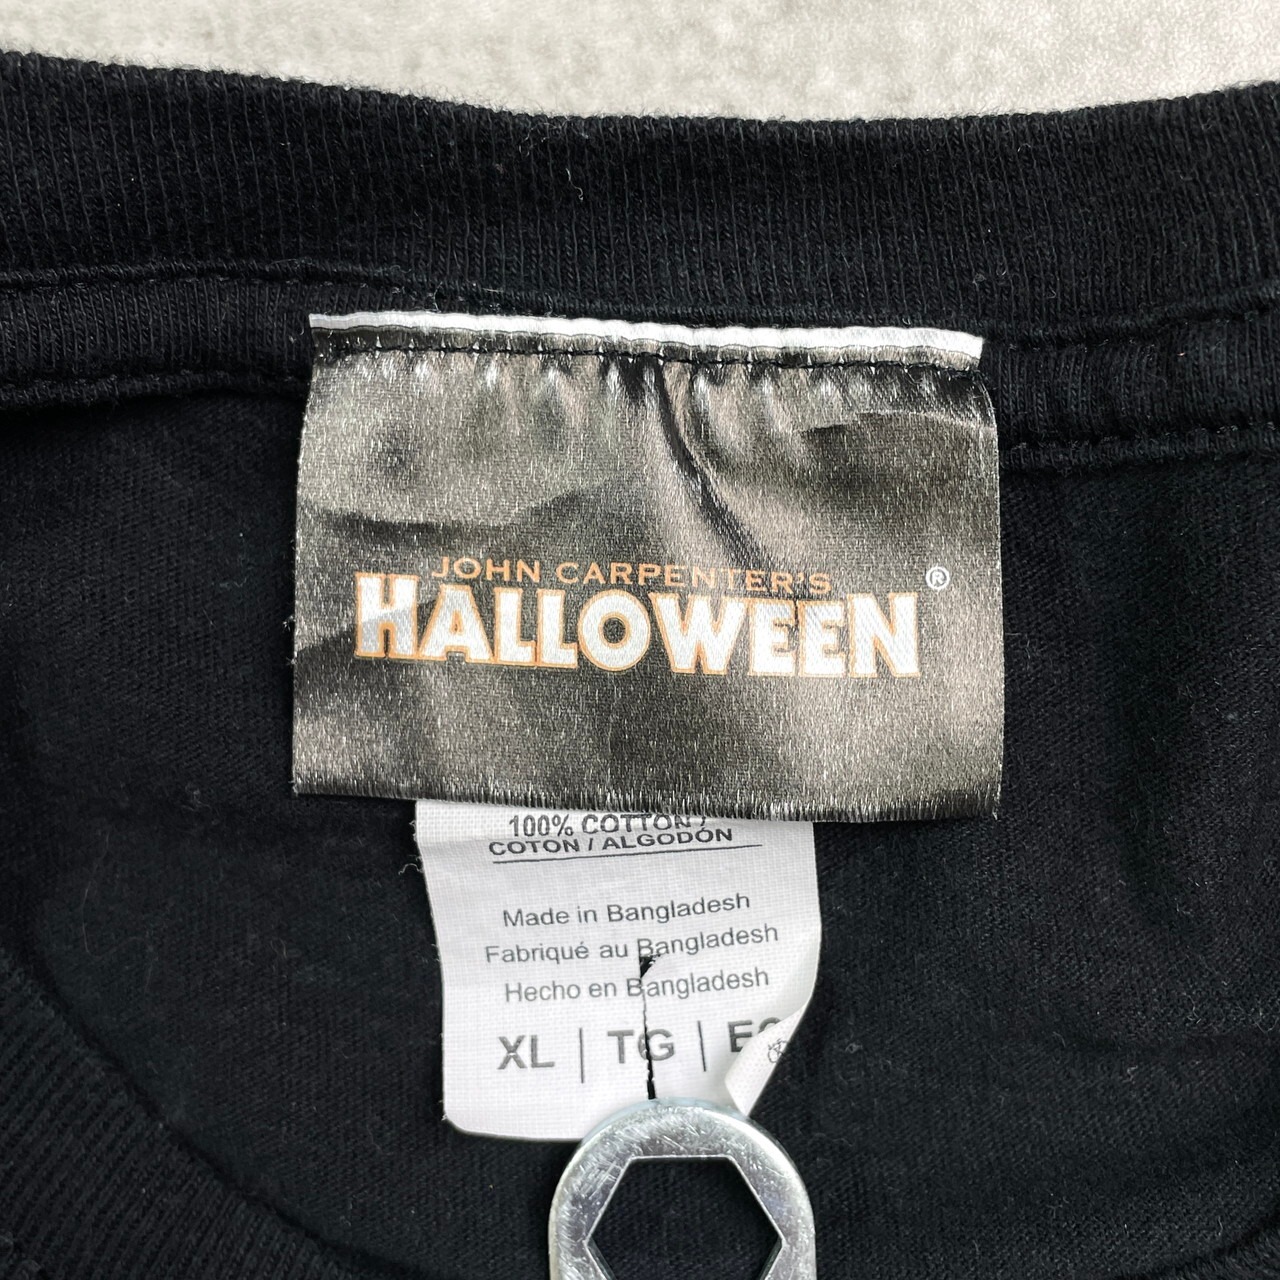 JOHN CARPENTER'S
HALLOWEEN ®
100% COTTON /
COTON / ALGODÓN
Made in Bangladesh
Fabriqué au Bangladesh
Hecho en Bangladesh
XL | TG |